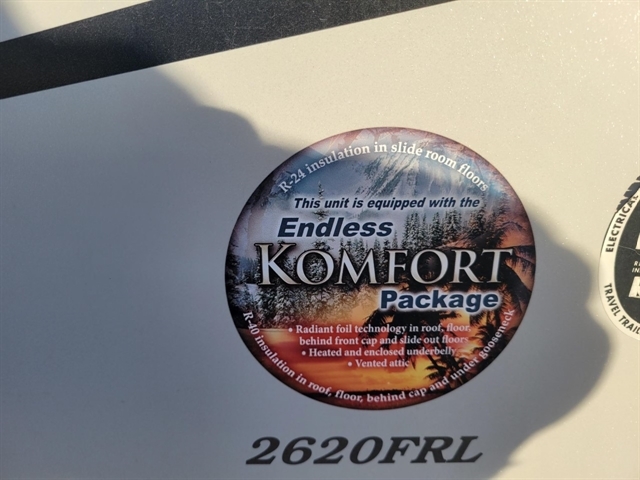 R-24 insulation in slide room floors
This unit is equipped with the
Endless
KOMFORT
Package
• Radiant foil technology in roof, floor,
behind front cap and slide out floors
• Heated and enclosed underbelly
• Vented attic
R-40 insulation in roof, floor, behind cap and under gooseneck
2620FRL
ELECTRICAL